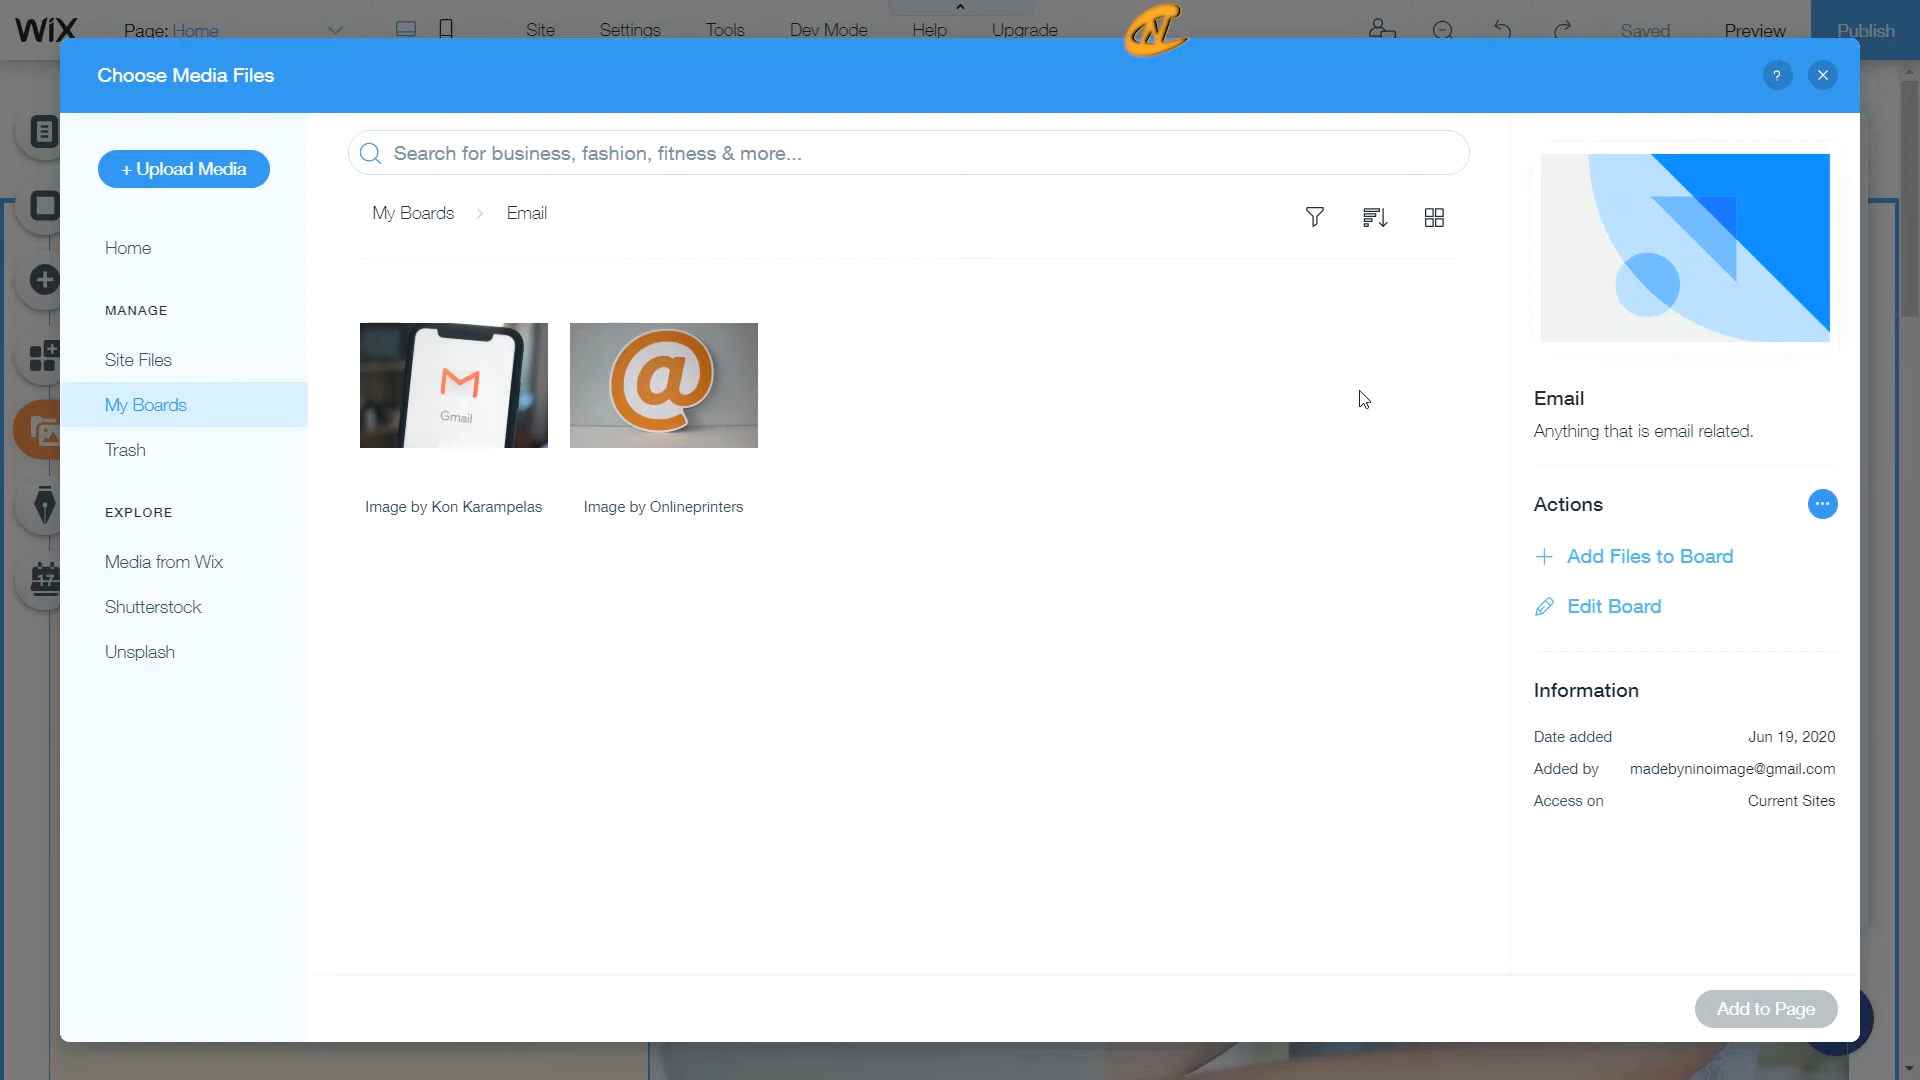 WiX Page: Home Site Settings Tools Dev Mode Help Upgrade Saved Preview Publish
Choose Media Files ?
+ Upload Media
Search for business, fashion, fitness & more...
My Boards > Email
Home
MANAGE
Site Files
My Boards
Trash
EXPLORE
Media from Wix
Shutterstock
Unsplash
17
Gmail
@
Image by Kon Karampelas
Image by Onlineprinters
Email
Anything that is email related.
Actions
Add Files to Board
Edit Board
Information
Date added Jun 19, 2020
Added by madebyninoimage@gmail.com
Access on Current Sites
Add to Page